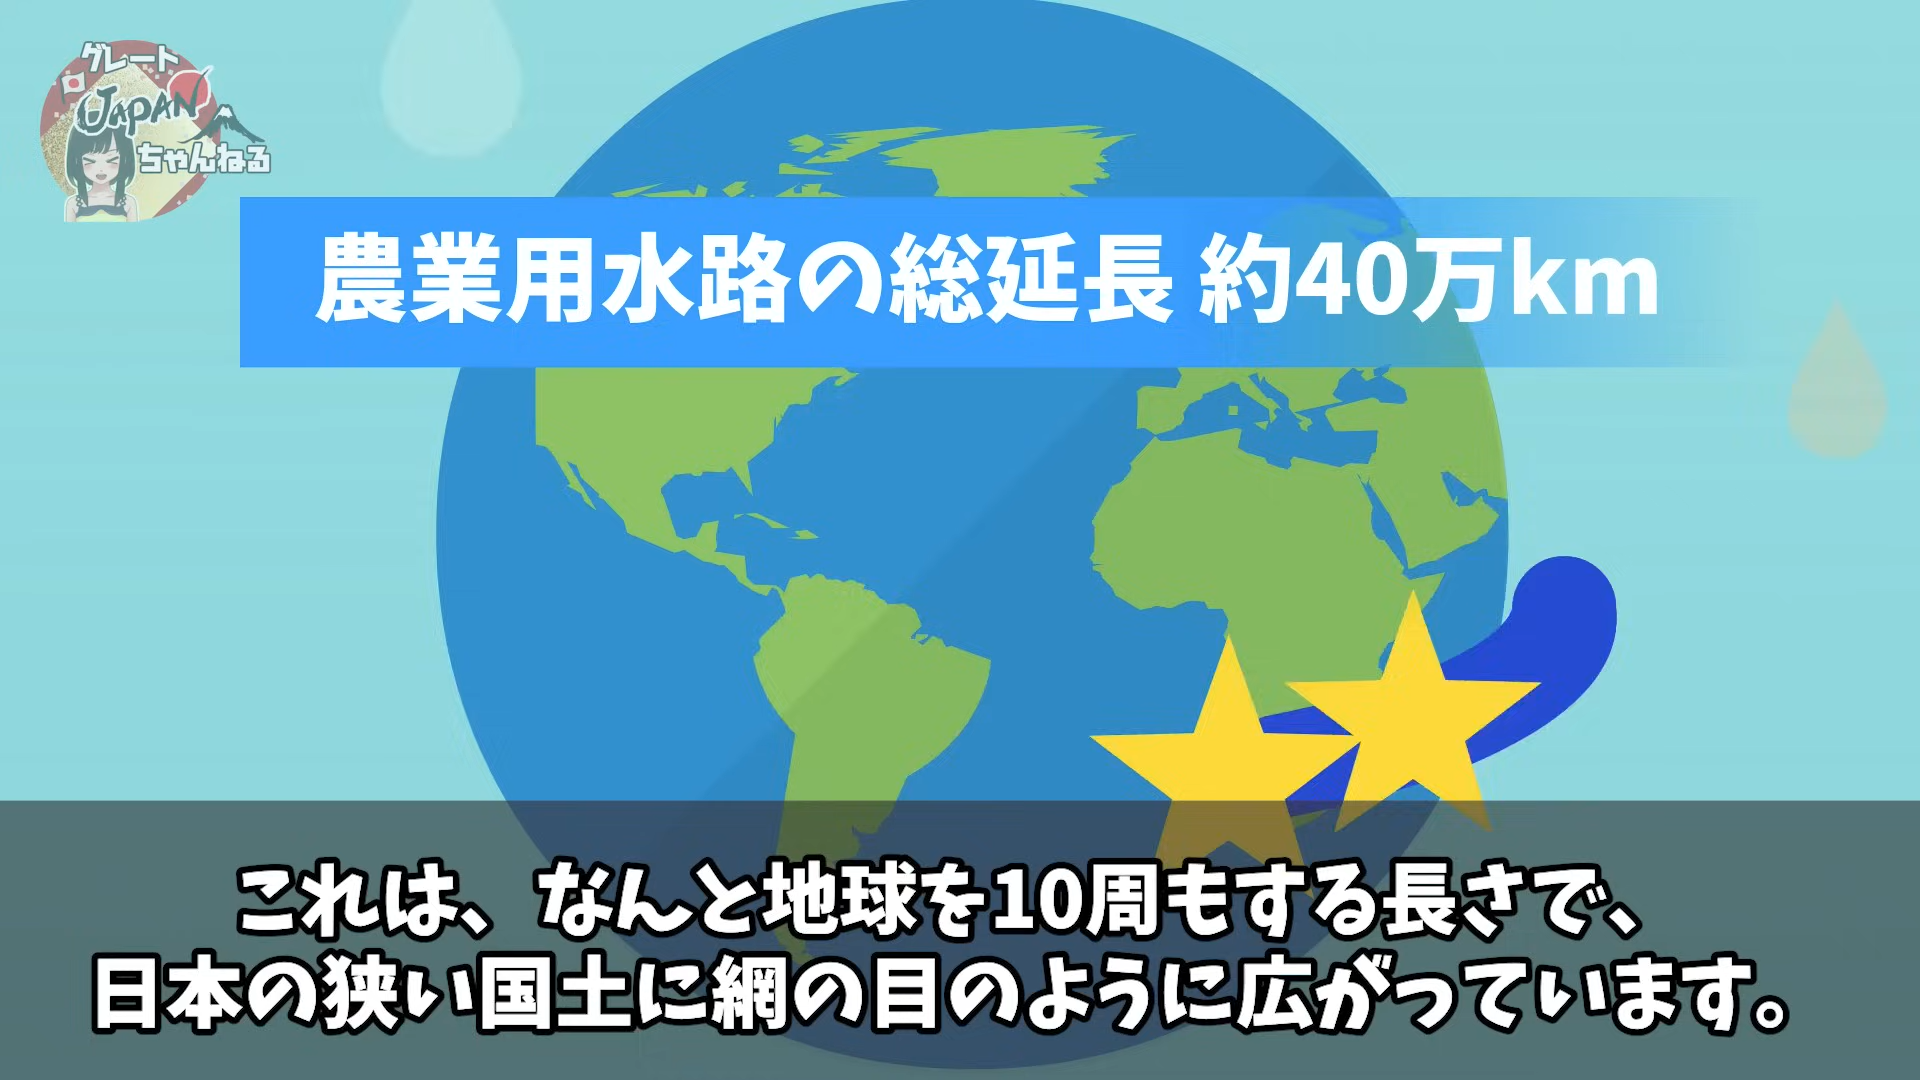 グレート
JAPAN
ちゃんねる
農業用水路の総延長 約40万km
これは、なんと地球を10周もする長さで、
日本の狭い国土に網の目のように広がっています。